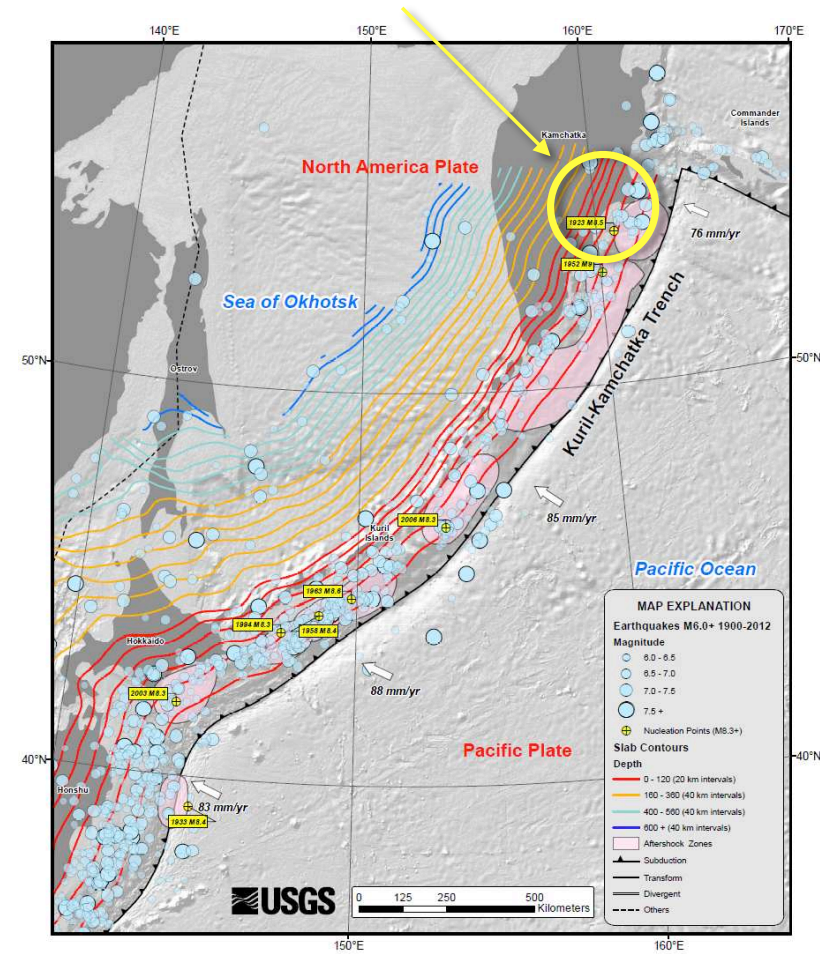 140°E
150°E
160°E
170°E
Commander
Islands
Kamchatka
North America Plate
1923 M8.5
76 mm/yr
1952 M9
Sea of Okhotsk
50°N
50°N
Ostrov
Kuril-Kamchatka Trench
2006 M8.3
Kuril
Islands
85 mm/yr
Pacific Ocean
1963 M8.6
1994 M8.3
1958 M8.4
Hokkaido
88 mm/yr
2003 M8.3
Pacific Plate
40°N
40°N
Honshu
83 mm/yr
1933 M8.4
MAP EXPLANATION
Earthquakes M6.0+ 1900-2012
Magnitude
6.0 - 6.5
6.5 - 7.0
7.0 - 7.5
7.5 +
Nucleation Points (M8.3+)
Slab Contours
Depth
0 - 120 (20 km intervals)
160 - 360 (40 km intervals)
400 - 560 (40 km intervals)
600 + (40 km intervals)
Aftershock Zones
Subduction
Transform
Divergent
Others
USGS
0 125 250 500
Kilometers
150°E
160°E